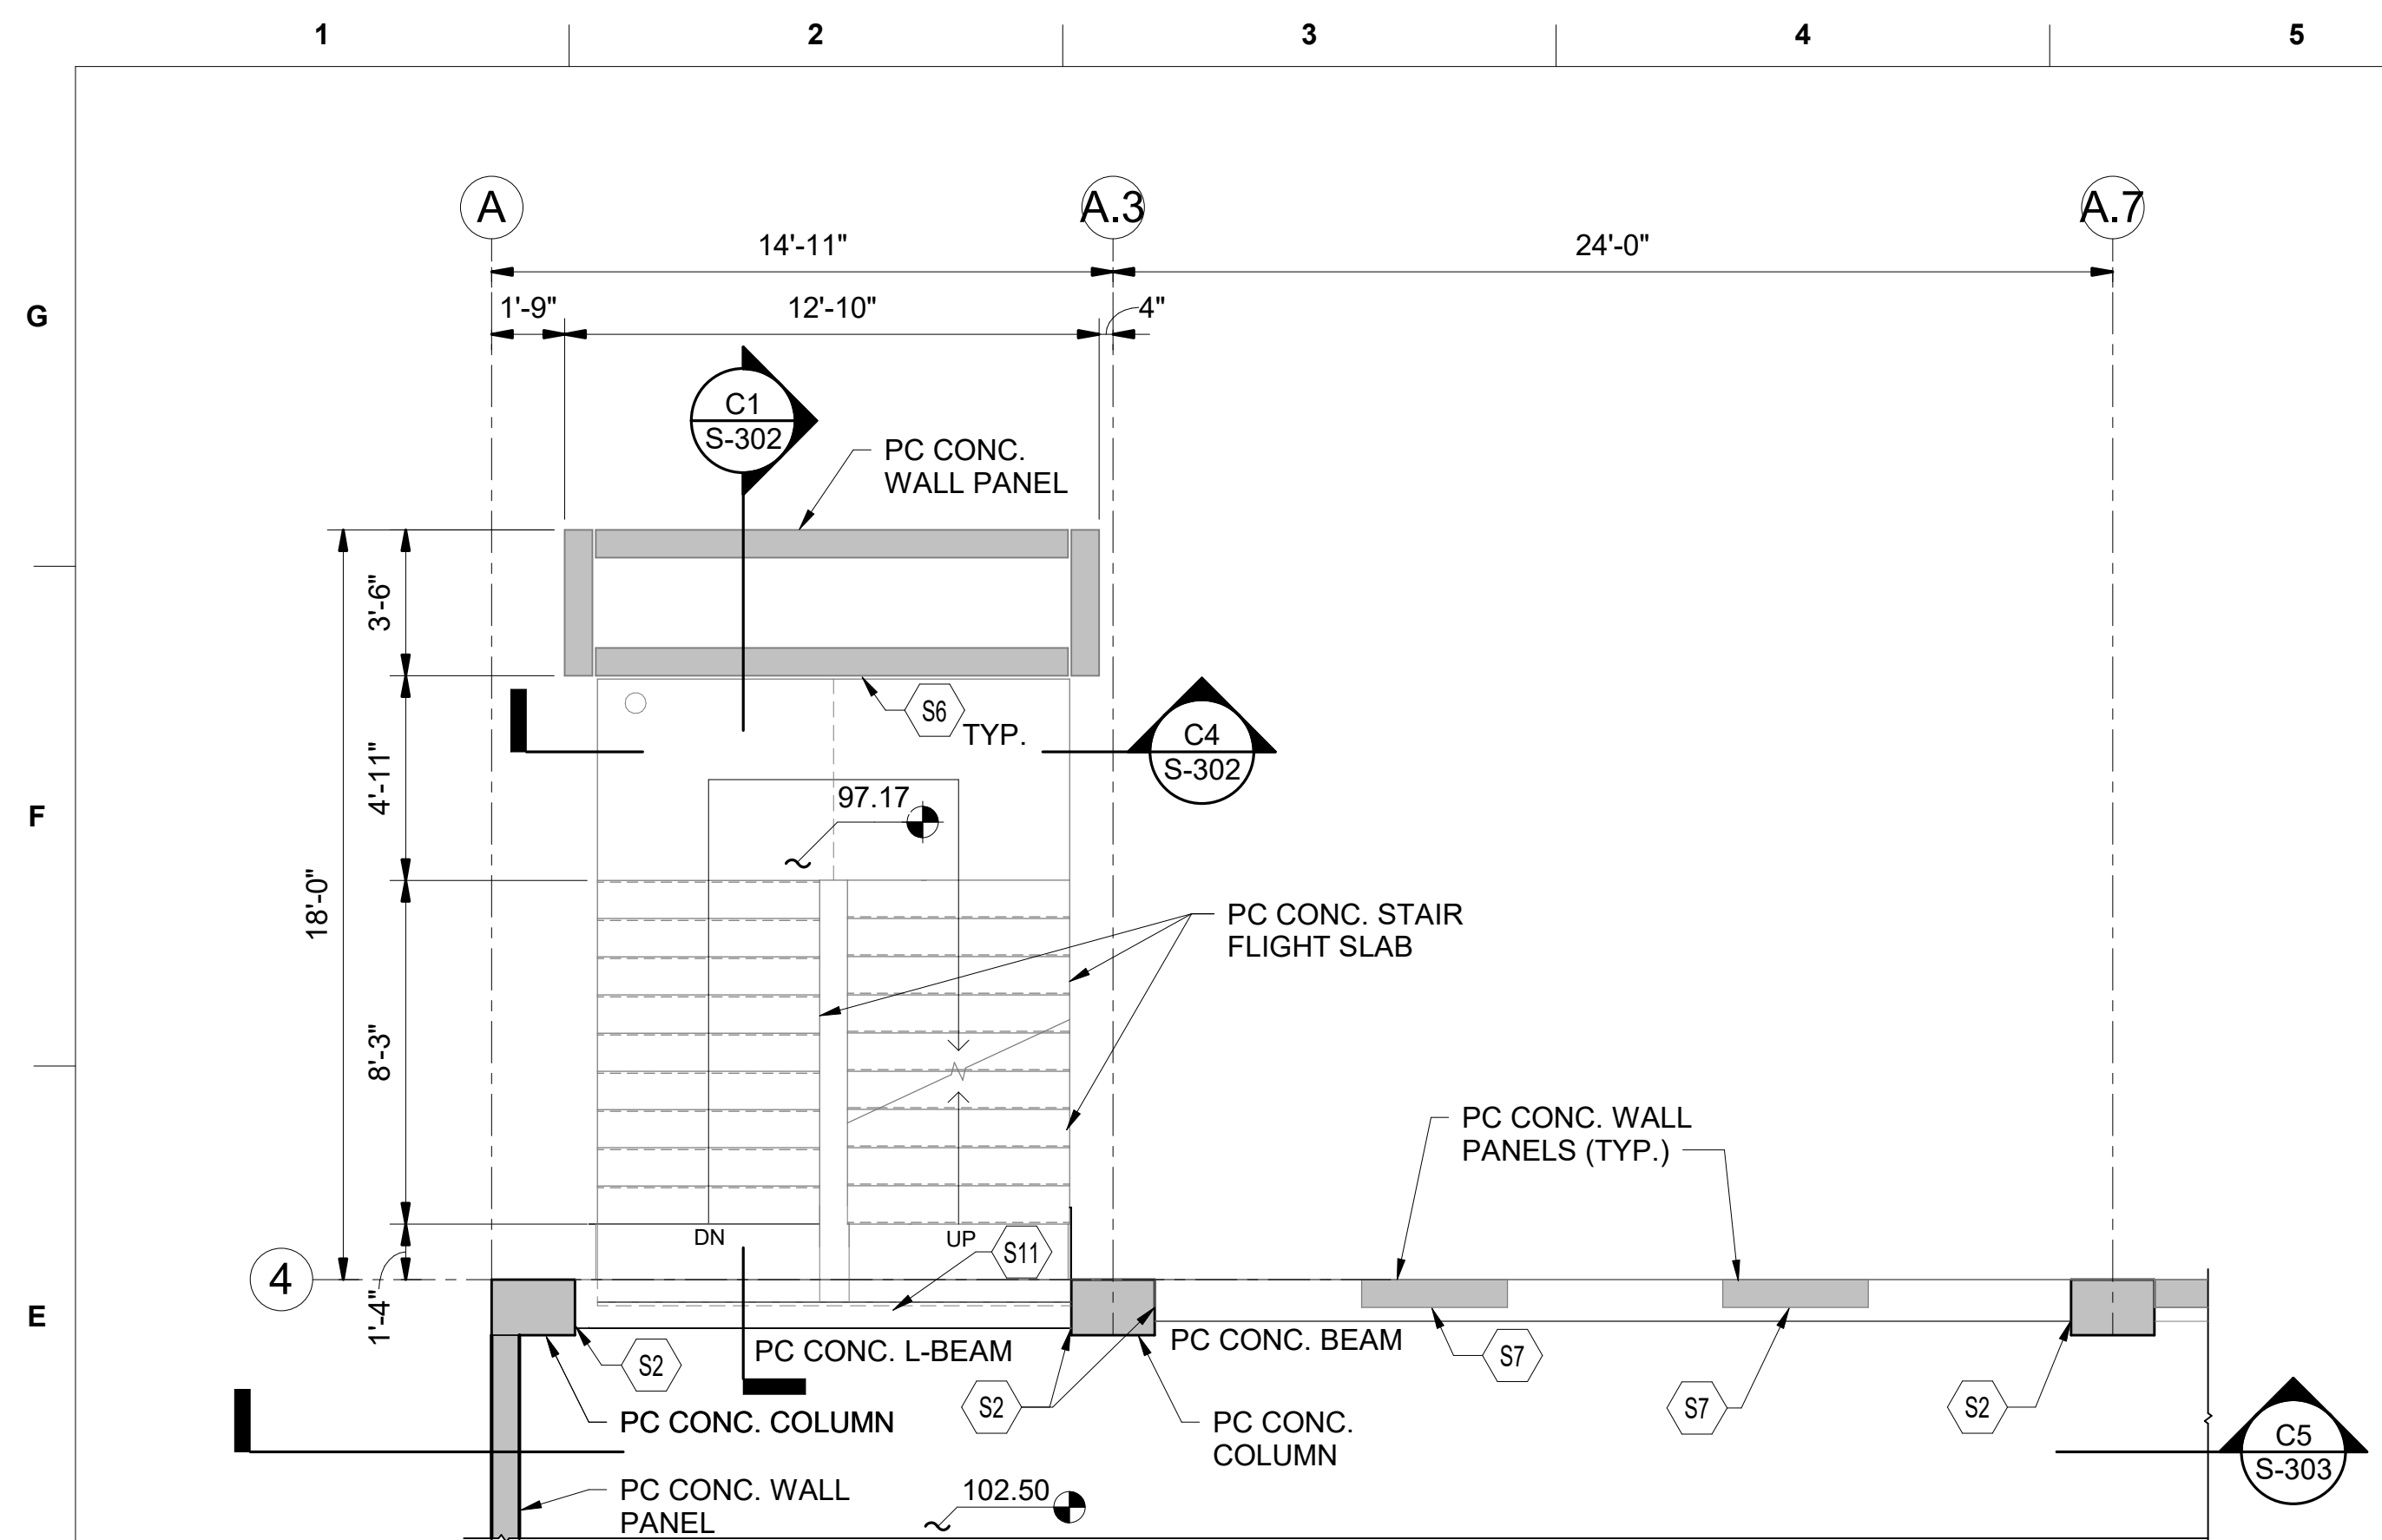 1 2 3 4 5
A A.3 A.7
14'-11" 24'-0"
G
1'-9" 12'-10" 4"
C1
S-302
PC CONC.
WALL PANEL
3'-6"
S6
TYP.
C4
S-302
4'-11"
97.17
F
18'-0"
PC CONC. STAIR
FLIGHT SLAB
8'-3"
PC CONC. WALL
PANELS (TYP.)
DN
UP
S11
4
1'-4"
E
PC CONC. L-BEAM
PC CONC. BEAM
S2
S7
S2
S7
S2
PC CONC. COLUMN
PC CONC.
COLUMN
C5
S-303
PC CONC. WALL
PANEL
102.50